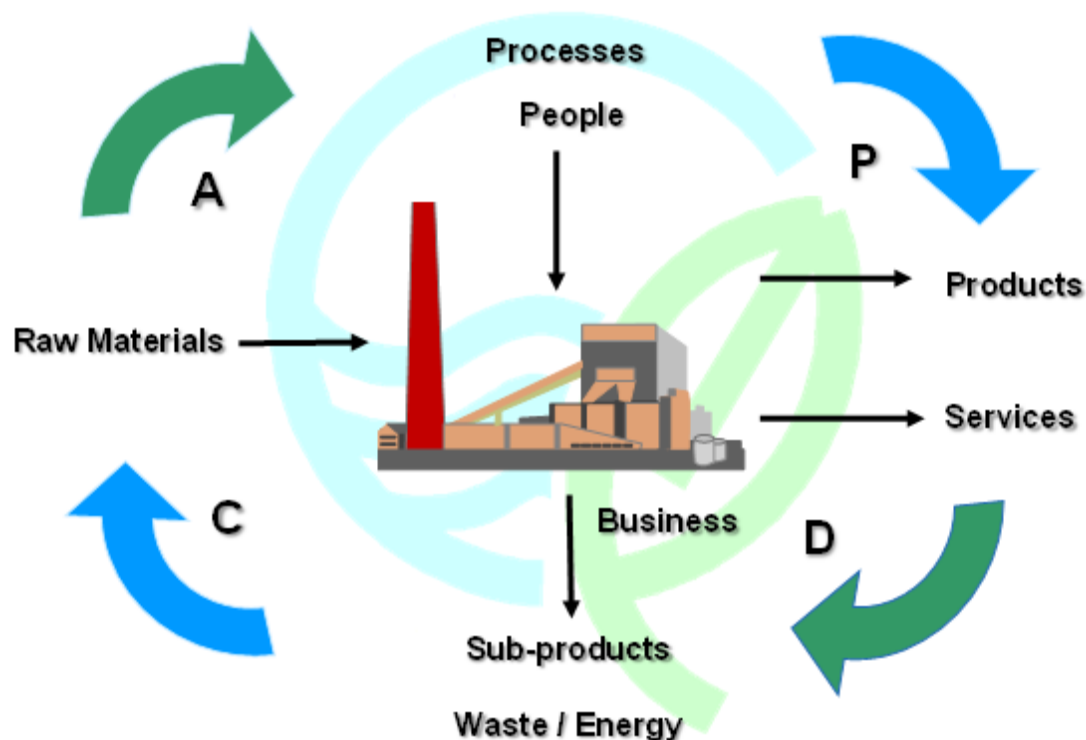 Processes
People
A
P
Products
Raw Materials
Services
C
Business
D
Sub-products
Waste / Energy